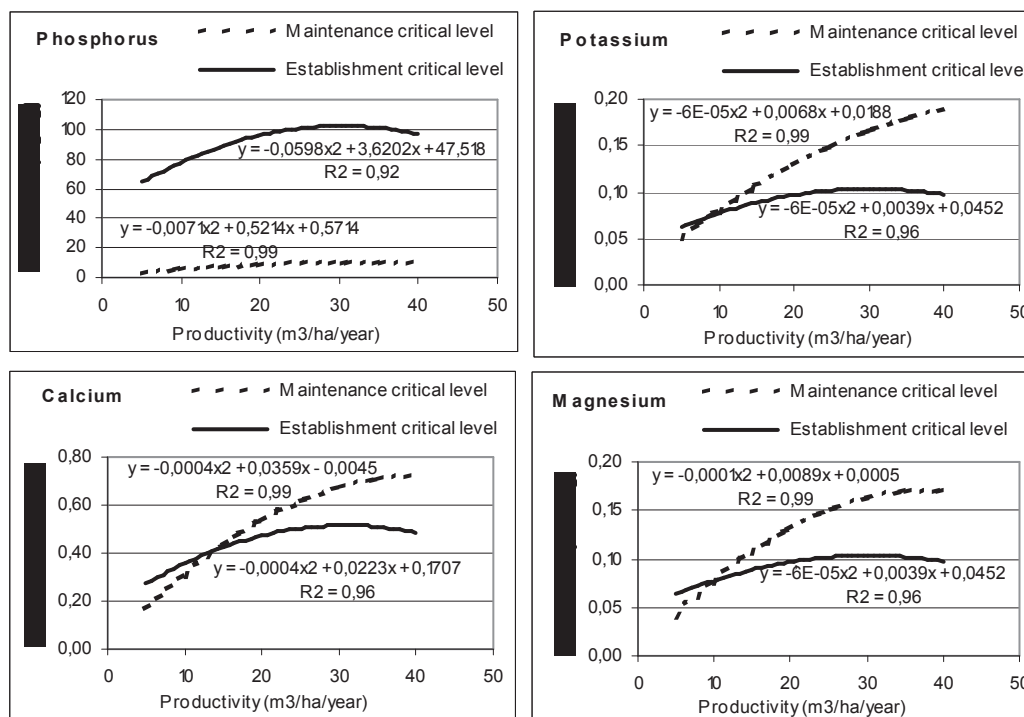 Phosphorus
Maintenance critical level
Establishment critical level
120
100
80
60
40
20
0
y = -0,0598x2 + 3,6202x + 47,518
R2 = 0,92
y = -0,0071x2 + 0,5214x + 0,5714
R2 = 0,99
0 10 20 30 40 50
Productivity (m3/ha/year)
Potassium
Maintenance critical level
Establishment critical leve
0,20
0,15
0,10
0,05
0,00
y = -6E-05x2 + 0,0068x + 0,0188
R2 = 0,99
y = -6E-05x2 + 0,0039x + 0,0452
R2 = 0,96
0 10 20 30 40 50
Productivity (m3/ha/year)
Calcium
Maintenance critical level
Establishment critical level
0,80
0,60
0,40
0,20
0,00
y = -0,0004x2 + 0,0359x - 0,0045
R2 = 0,99
y = -0,0004x2 + 0,0223x + 0,1707
R2 = 0,96
0 10 20 30 40 50
Productivity (m3/ha/year)
Magnesium
Maintenance critical level
Establishment critical level
0,20
0,15
0,10
0,05
0,00
y = -0,0001x2 + 0,0089x + 0,0005
R2 = 0,99
y = -6E-05x2 + 0,0039x + 0,0452
R2 = 0,96
0 10 20 30 40 50
Productivity (m3/ha/year)